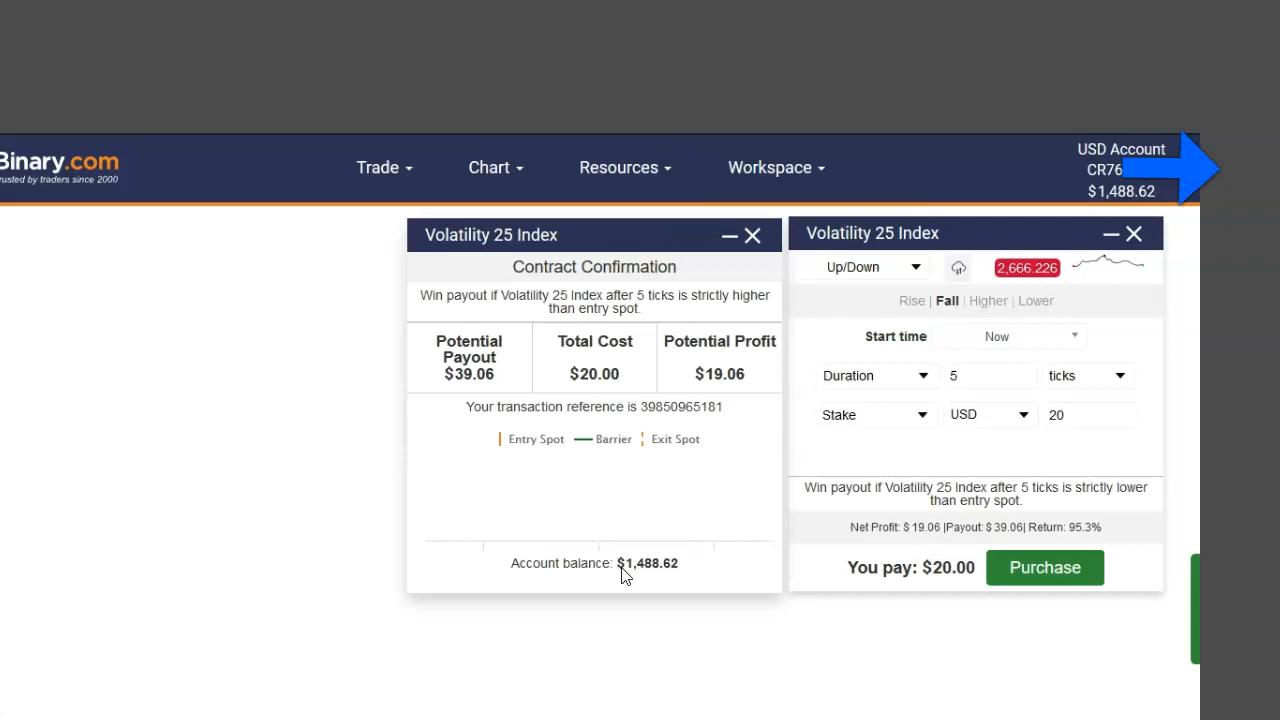 Binary.com
rusted by traders since 2000
Trade
Chart
Resources
Workspace
USD Account
CR76
$1,488.62
Volatility 25 Index
Contract Confirmation
Win payout if Volatility 25 Index after 5 ticks is strictly higher
than entry spot.
Potential Payout
$39.06
Total Cost
$20.00
Potential Profit
$19.06
Your transaction reference is 39850965181
Entry Spot
Barrier
Exit Spot
Account balance: $1,488.62
Volatility 25 Index
Up/Down
2,666.226
Rise | Fall | Higher | Lower
Start time Now
Duration 5 ticks
Stake USD 20
Win payout if Volatility 25 Index after 5 ticks is strictly lower
than entry spot.
Net Profit: $ 19.06 |Payout: $ 39.06| Return: 95.3%
You pay: $20.00 Purchase